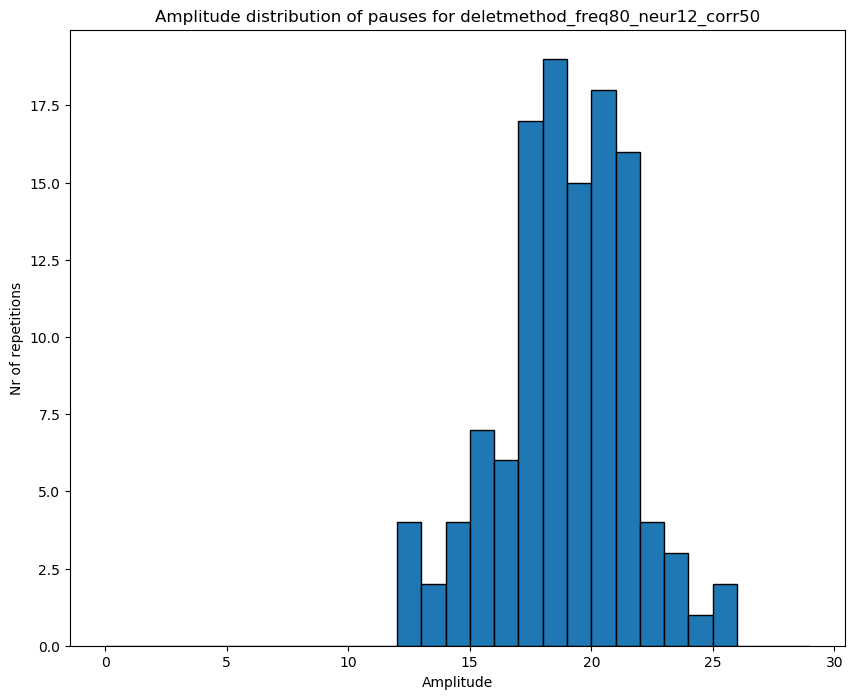 Amplitude distribution of pauses for deletmethod_freq80_neur12_corr50
17.5
15.0
12.5
10.0
7.5
5.0
2.5
0.0
Nr of repetitions
0 5 10 15 20 25 30
Amplitude